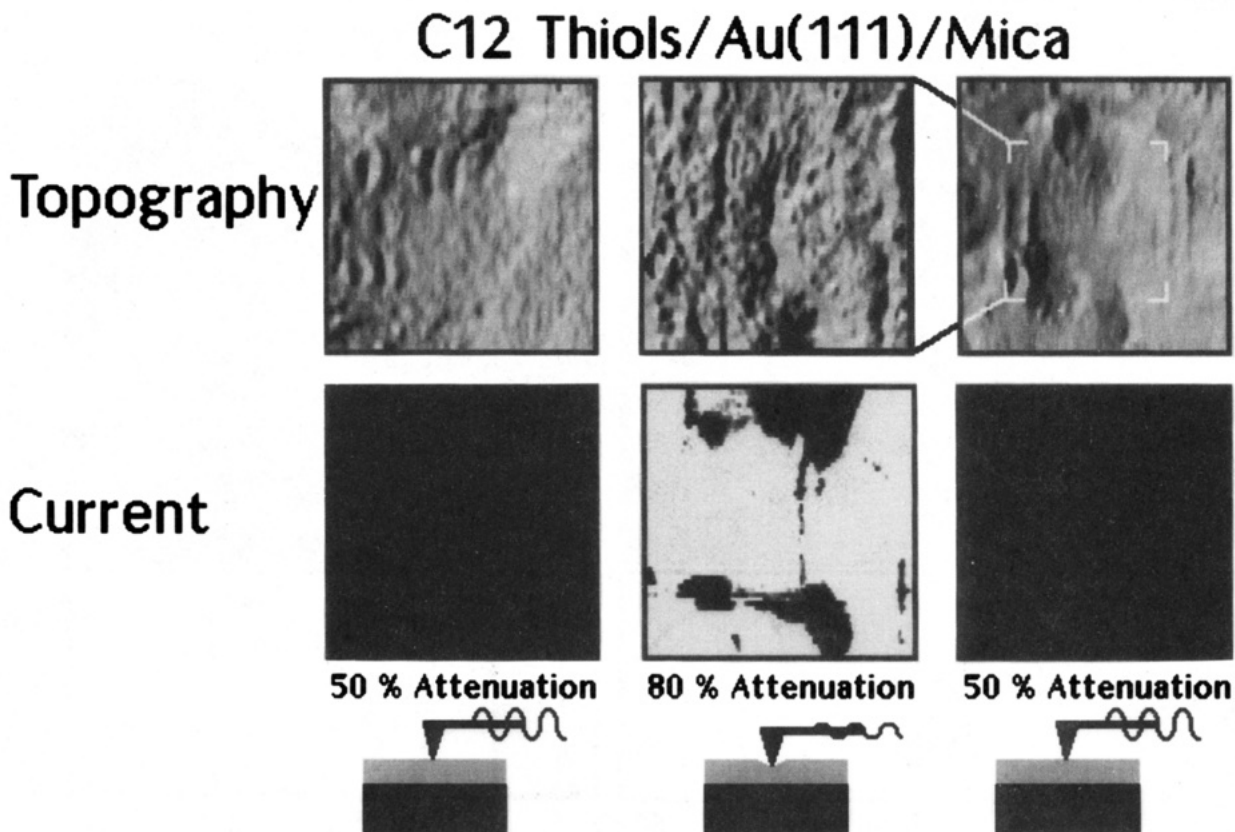 C12 Thiols/Au(111)/Mica
Topography
Current
50 % Attenuation 80 % Attenuation 50 % Attenuation